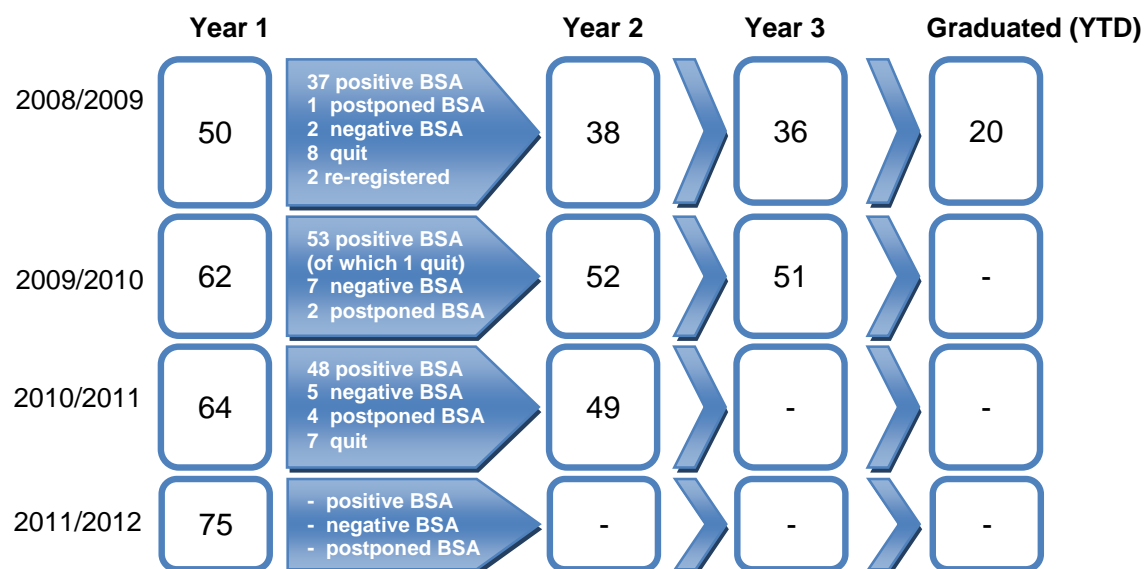 Year 1 Year 2 Year 3 Graduated (YTD)
2008/2009
50
37 positive BSA
1 postponed BSA
2 negative BSA
8 quit
2 re-registered
38
36
20
2009/2010
62
53 positive BSA
(of which 1 quit)
7 negative BSA
2 postponed BSA
52
51
-
2010/2011
64
48 positive BSA
5 negative BSA
4 postponed BSA
7 quit
49
-
-
2011/2012
75
- positive BSA
- negative BSA
- postponed BSA
-
-
-